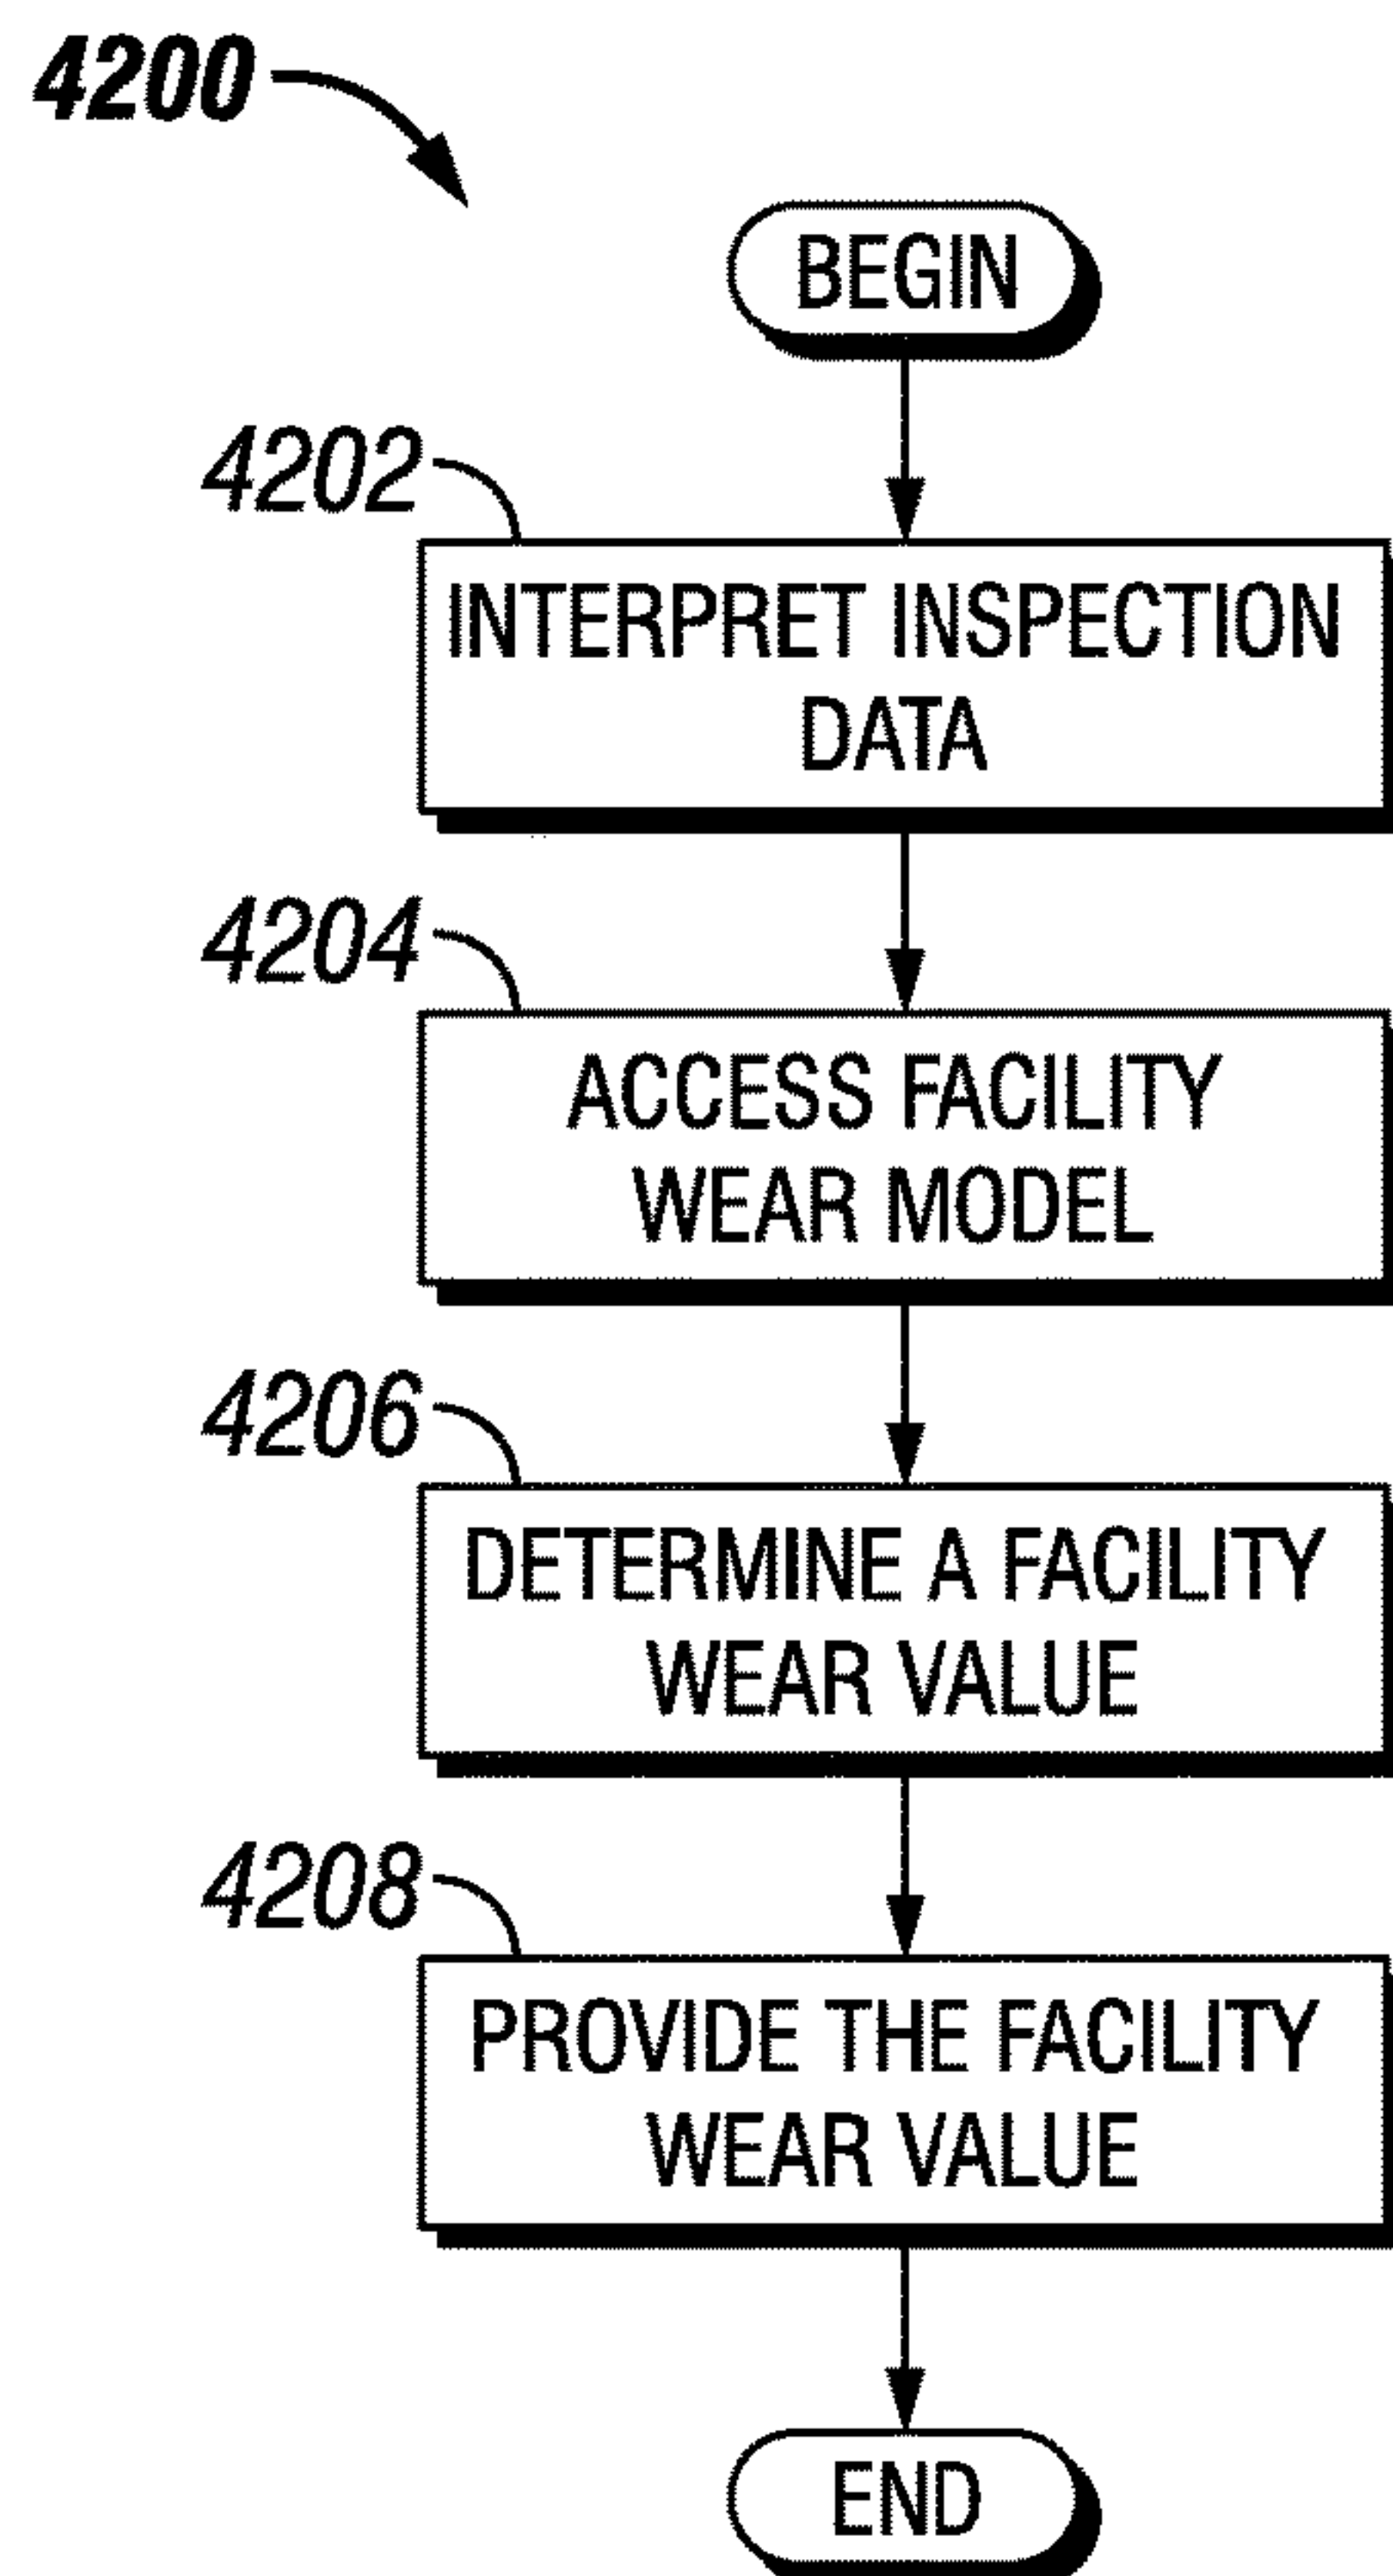 4200
BEGIN
4202
INTERPRET INSPECTION
DATA
4204
ACCESS FACILITY
WEAR MODEL
4206
DETERMINE A FACILITY
WEAR VALUE
4208
PROVIDE THE FACILITY
WEAR VALUE
END